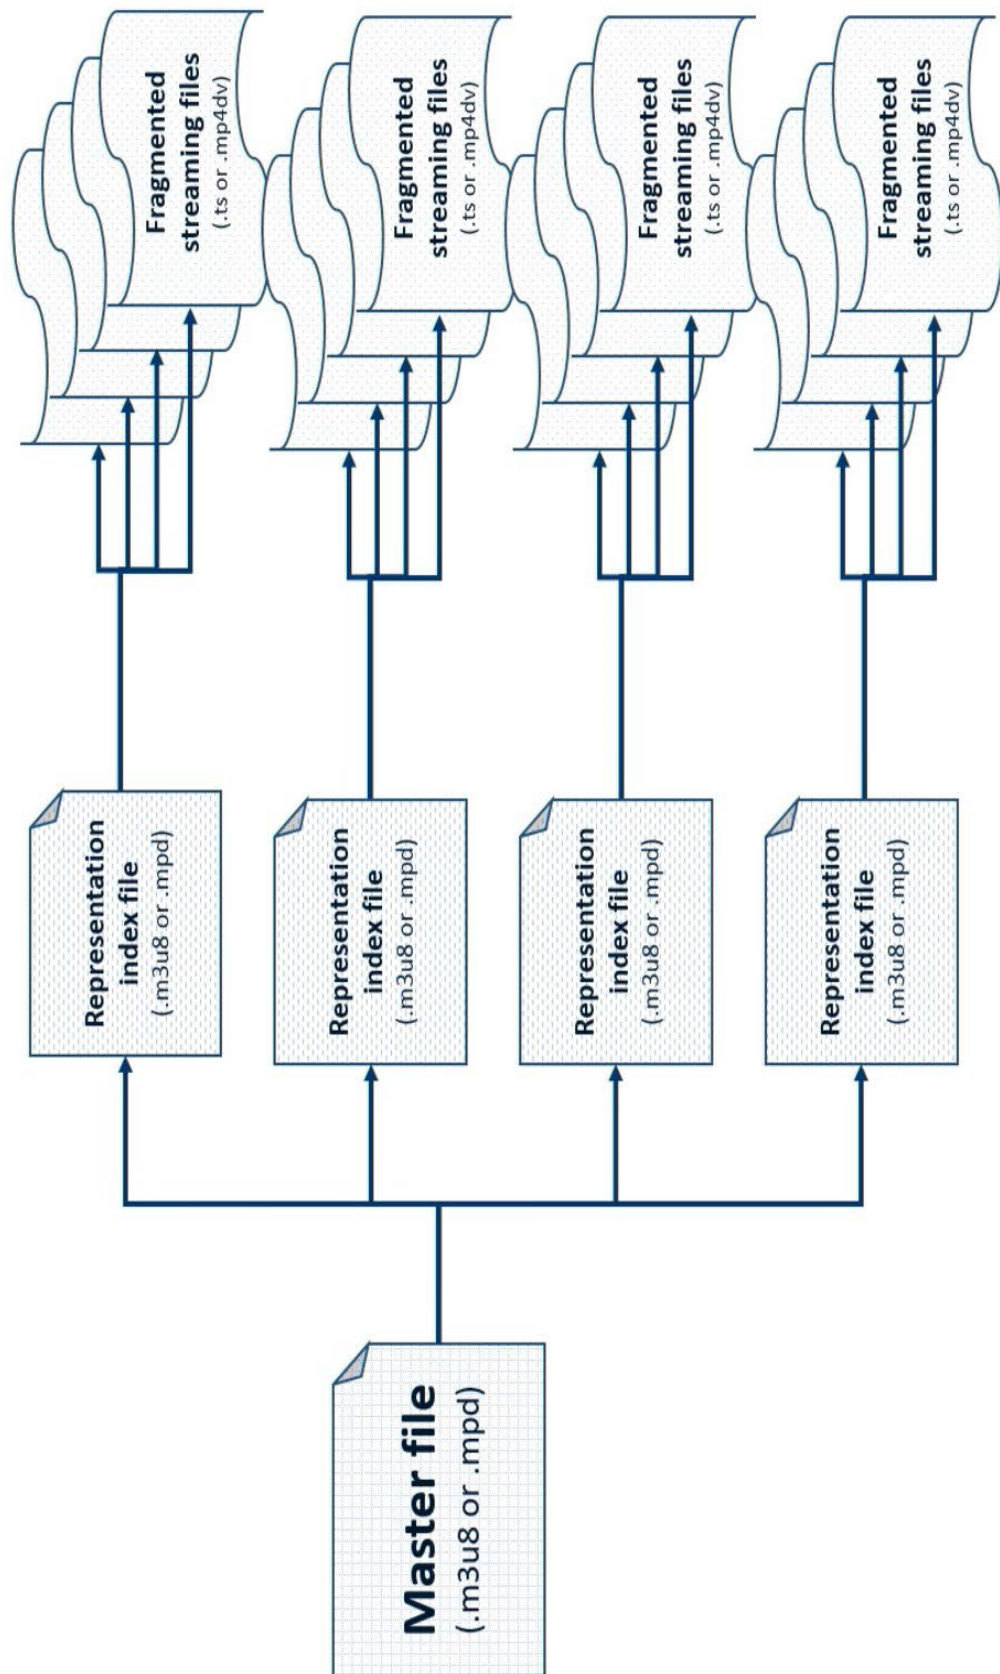 Master file
(.m3u8 or .mpd)
Representation
index file
(.m3u8 or .mpd)
Representation
index file
(.m3u8 or .mpd)
Representation
index file
(.m3u8 or .mpd)
Representation
index file
(.m3u8 or .mpd)
Fragmented
streaming files
(.ts or .mp4dv)
Fragmented
streaming files
(.ts or .mp4dv)
Fragmented
streaming files
(.ts or .mp4dv)
Fragmented
streaming files
(.ts or .mp4dv)